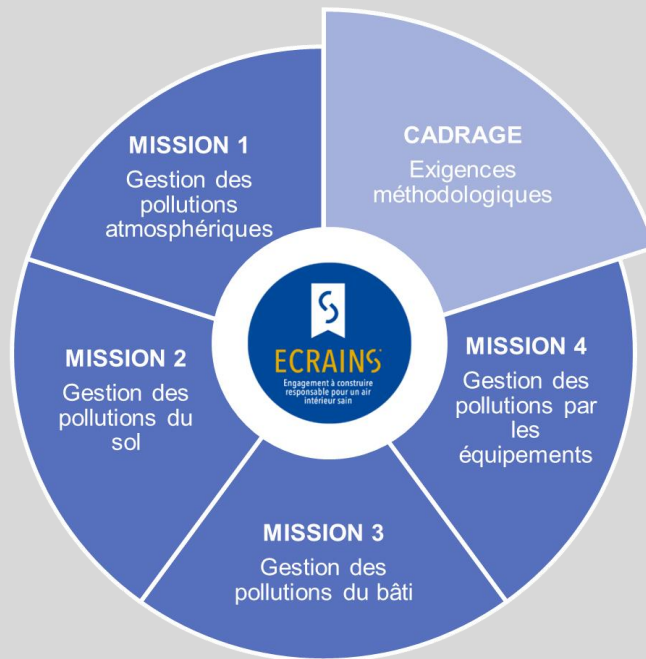 CADRAGE
Exigences
méthodologiques
MISSION 1
Gestion des
pollutions
atmosphériques
MISSION 2
Gestion des
pollutions du
sol
MISSION 3
Gestion des
pollutions du bâti
MISSION 4
Gestion des
pollutions par
les
équipements
ECRAINS
Engagement à construire
responsable pour un air
intérieur sain